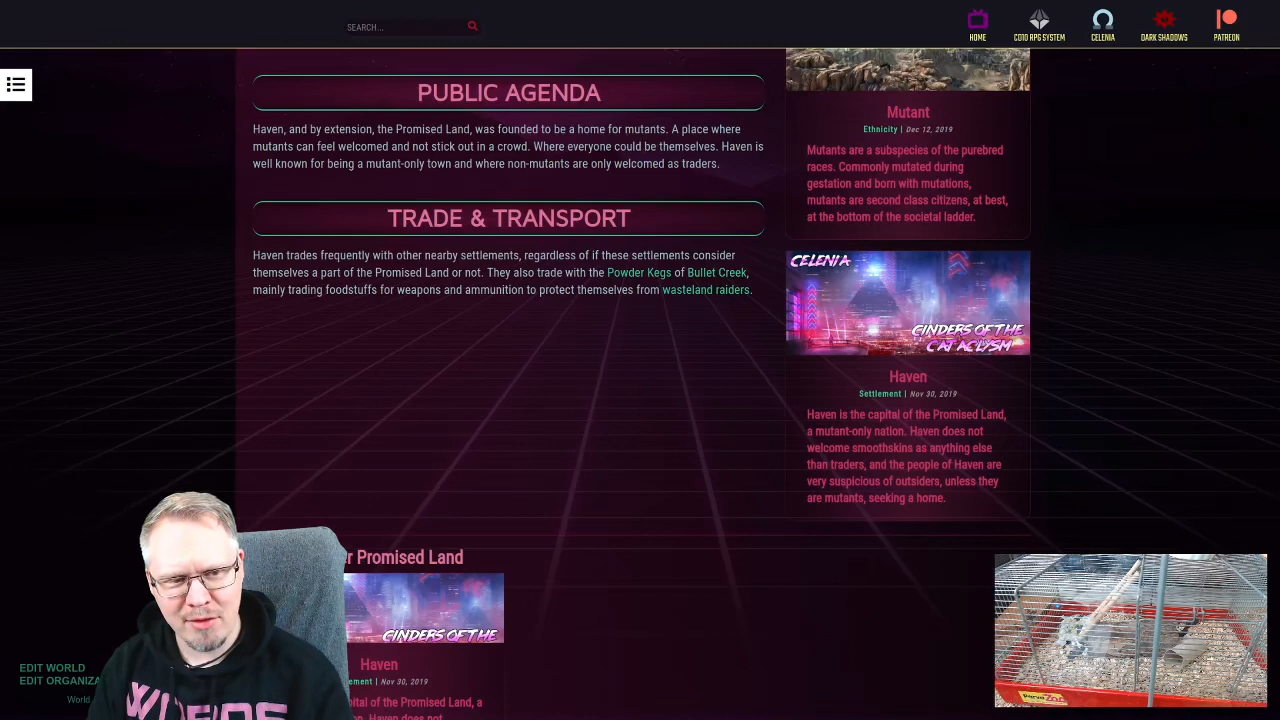 SEARCH...
HOME
CD10 RPG SYSTEM
CELENIA
DARK SHADOWS
PATREON
PUBLIC AGENDA
Haven, and by extension, the Promised Land, was founded to be a home for mutants. A place where
mutants can feel welcomed and not stick out in a crowd. Where everyone could be themselves. Haven is
well known for being a mutant-only town and where non-mutants are only welcomed as traders.
TRADE & TRANSPORT
Haven trades frequently with other nearby settlements, regardless of if these settlements consider
themselves a part of the Promised Land or not. They also trade with the Powder Kegs of Bullet Creek,
mainly trading foodstuffs for weapons and ammunition to protect themselves from wasteland raiders.
Mutant
Ethnicity | Dec 12, 2019
Mutants are a subspecies of the purebred
races. Commonly mutated during
gestation and born with mutations,
mutants are second class citizens, at best,
at the bottom of the societal ladder.
CELENIA
CINDERS OF THE
CATACLYSM
Haven
Settlement | Nov 30, 2019
Haven is the capital of the Promised Land,
a mutant-only nation. Haven does not
welcome smoothskins as anything else
than traders, and the people of Haven are
very suspicious of outsiders, unless they
are mutants, seeking a home.
r Promised Land
CINDERS OF THE
Haven
ement | Nov 30, 2019
pital of the Promised Land, a
on. Haven does not
EDIT WORLD
EDIT ORGANIZA
World